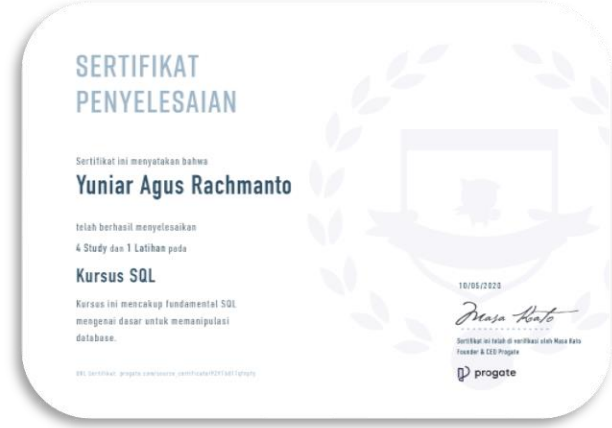 SERTIFIKAT
PENYELESAIAN
Sertifikat ini menyatakan bahwa
Yuniar Agus Rachmanto
telah berhasil menyelesaikan
4 Study dan 1 Latihan pada
Kursus SQL
Kursus ini mencakup fundamental SQL
mengenai dasar untuk memanipulasi
database.
10/05/2020
Masa Kato
Sertifikat ini telah di verifikasi oleh Masa Kato
Founder & CEO Progate
progate